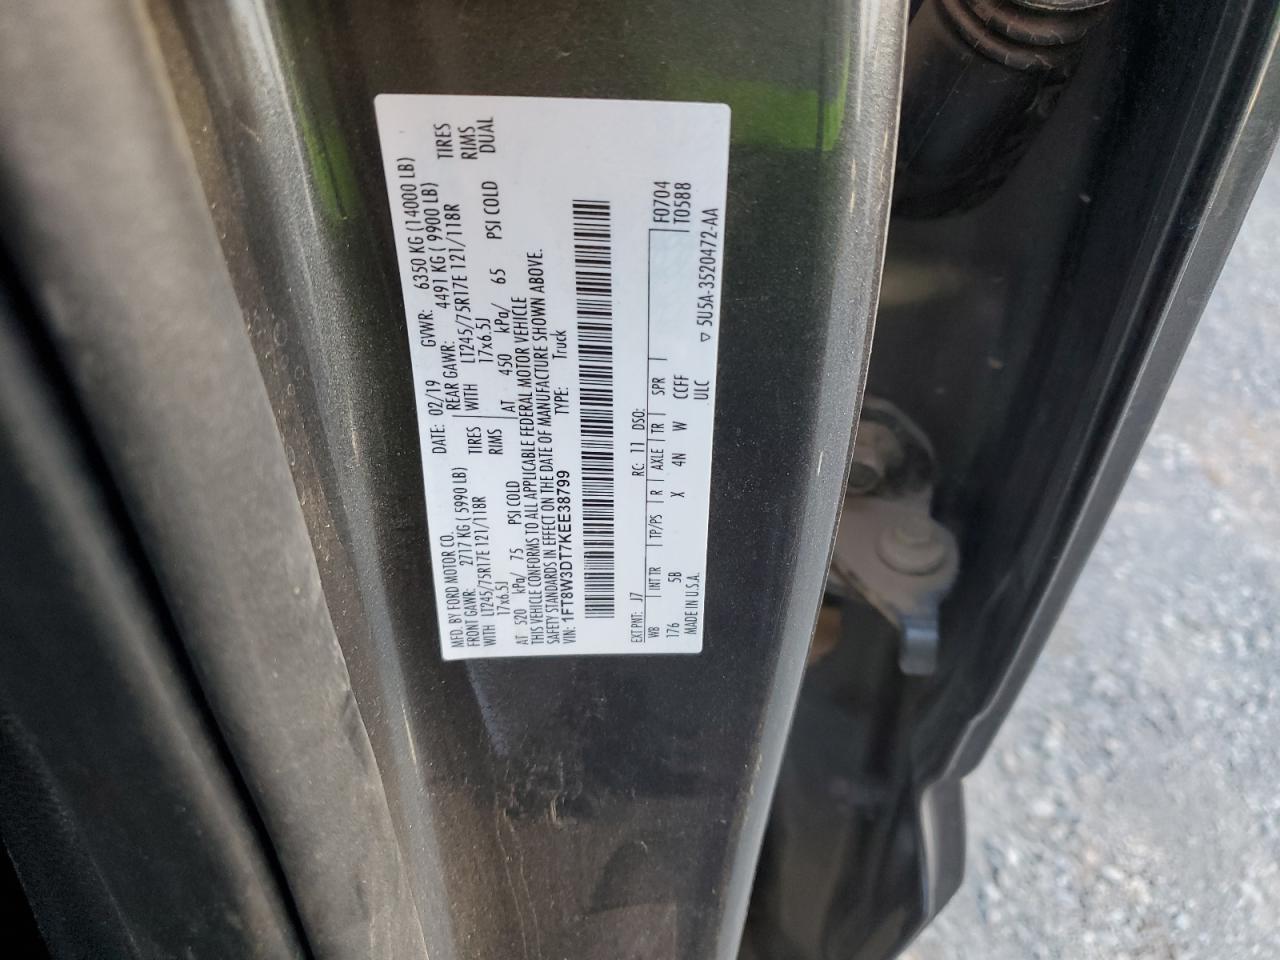 MFD. BY FORD MOTOR CO.
DATE: 02/19 GVWR: 6350 KG (14000 LB)
FRONT GAWR: 2717 KG ( 5990 LB) REAR GAWR: 4491 KG ( 9900 LB)
WITH LT245/75R17E 121/118R TIRES WITH LT245/75R17E 121/118R TIRES
17x6.5J RIMS 17x6.5J RIMS
AT 520 kPa/ 75 PSI COLD AT 450 kPa/ 65 PSI COLD DUAL
THIS VEHICLE CONFORMS TO ALL APPLICABLE FEDERAL MOTOR VEHICLE
SAFETY STANDARDS IN EFFECT ON THE DATE OF MANUFACTURE SHOWN ABOVE.
VIN: 1FT8W3DT7KEE38799 TYPE: Truck
EXT PNT: J7 RC: 11 DSO: F0704
WB INT TR TP/PS R AXLE TR SPR T0588
176 5B X 4N W CCFF
MADE IN U.S.A. ULC ▽ 5U5A-3520472-AA